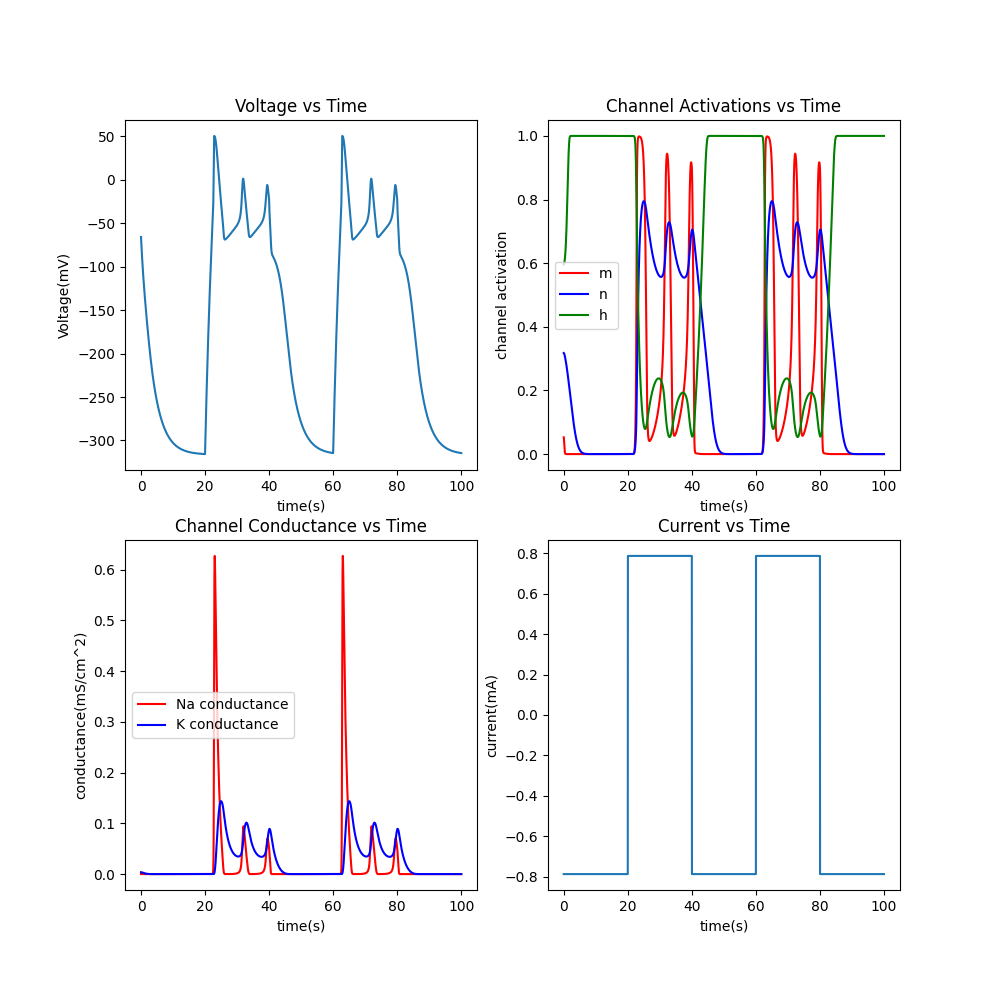 Voltage vs Time
50
0
−50
−100
−150
−200
−250
−300
Voltage(mV)
0 20 40 60 80 100
time(s)
Channel Activations vs Time
1.0
0.8
0.6
0.4
0.2
0.0
channel activation
m
n
h
0 20 40 60 80 100
time(s)
Channel Conductance vs Time
0.6
0.5
0.4
0.3
0.2
0.1
0.0
conductance(mS/cm^2)
Na conductance
K conductance
0 20 40 60 80 100
time(s)
Current vs Time
0.8
0.6
0.4
0.2
0.0
−0.2
−0.4
−0.6
−0.8
current(mA)
0 20 40 60 80 100
time(s)